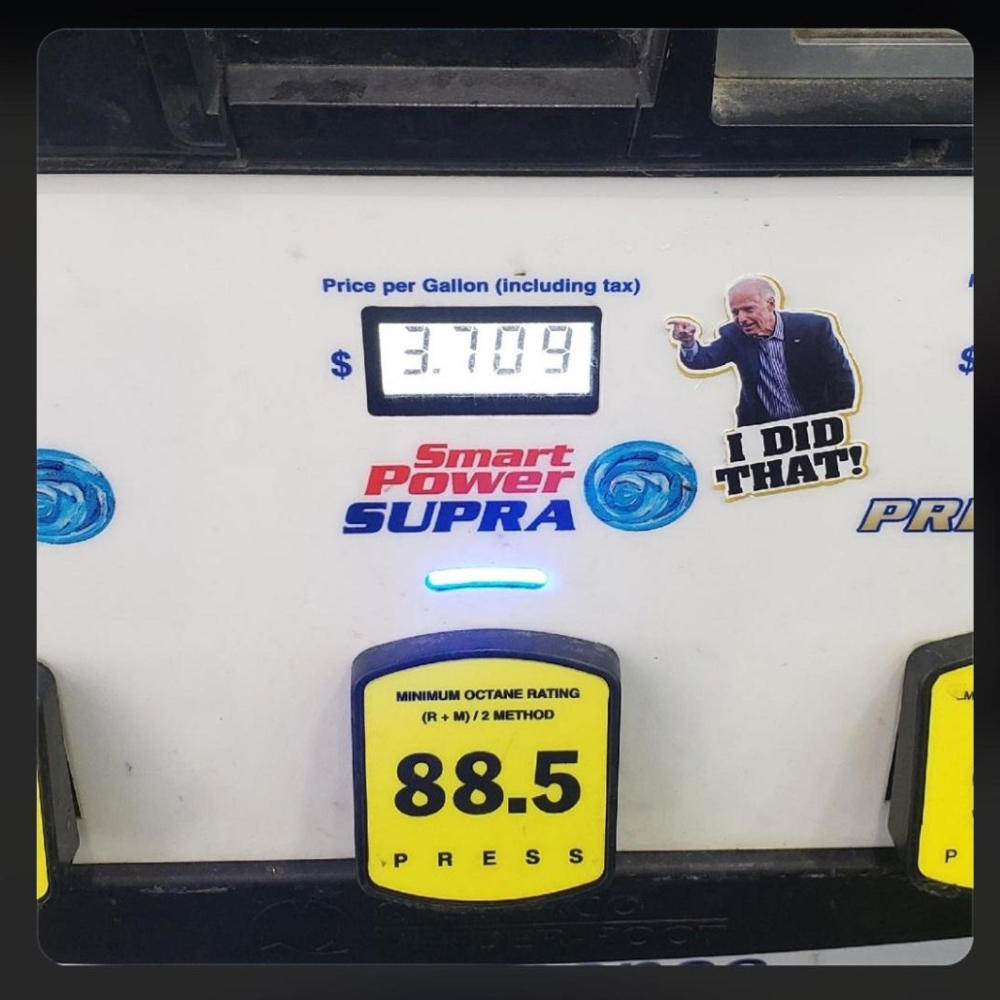 Price per Gallon (including tax)
$ 3.709
$
I DID
THAT!
Smart
Power
SUPRA
PRE
MINIMUM OCTANE RATING
(R + M) / 2 METHOD
88.5
PRESS
P